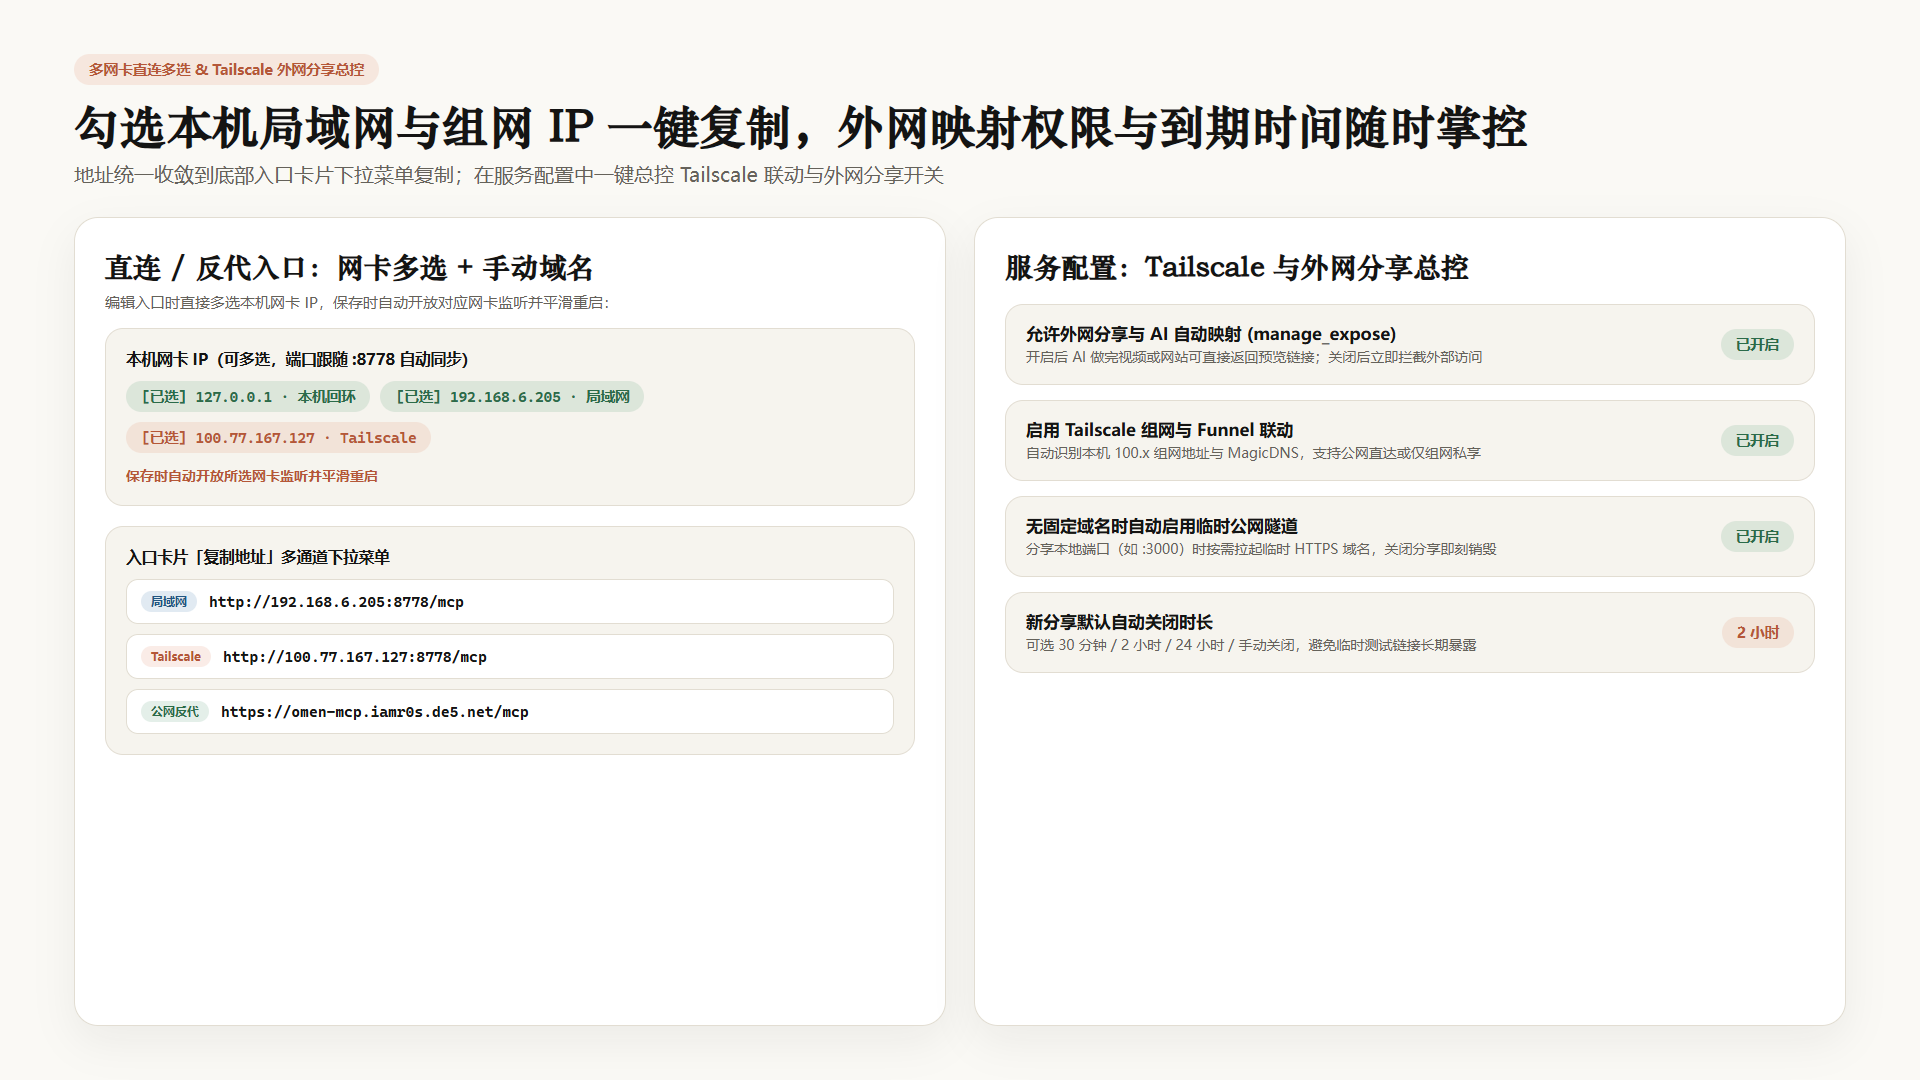 多网卡直连多选 & Tailscale 外网分享总控
勾选本机局域网与组网 IP 一键复制，外网映射权限与到期时间随时掌控
地址统一收敛到底部入口卡片下拉菜单复制；在服务配置中一键总控 Tailscale 联动与外网分享开关
直连 / 反代入口：网卡多选 + 手动域名
编辑入口时直接多选本机网卡 IP，保存时自动开放对应网卡监听并平滑重启：
本机网卡 IP（可多选，端口跟随 :8778 自动同步）
[已选] 127.0.0.1 · 本机回环
[已选] 192.168.6.205 · 局域网
[已选] 100.77.167.127 · Tailscale
保存时自动开放所选网卡监听并平滑重启
入口卡片「复制地址」多通道下拉菜单
局域网 http://192.168.6.205:8778/mcp
Tailscale http://100.77.167.127:8778/mcp
公网反代 https://omen-mcp.iamr0s.de5.net/mcp
服务配置：Tailscale 与外网分享总控
允许外网分享与 AI 自动映射 (manage_expose)
开启后 AI 做完视频或网站可直接返回预览链接；关闭后立即拦截外部访问
已开启
启用 Tailscale 组网与 Funnel 联动
自动识别本机 100.x 组网地址与 MagicDNS，支持公网直达或仅组网私享
已开启
无固定域名时自动启用临时公网隧道
分享本地端口（如 :3000）时按需拉起临时 HTTPS 域名，关闭分享即刻销毁
已开启
新分享默认自动关闭时长
可选 30 分钟 / 2 小时 / 24 小时 / 手动关闭，避免临时测试链接长期暴露
2 小时